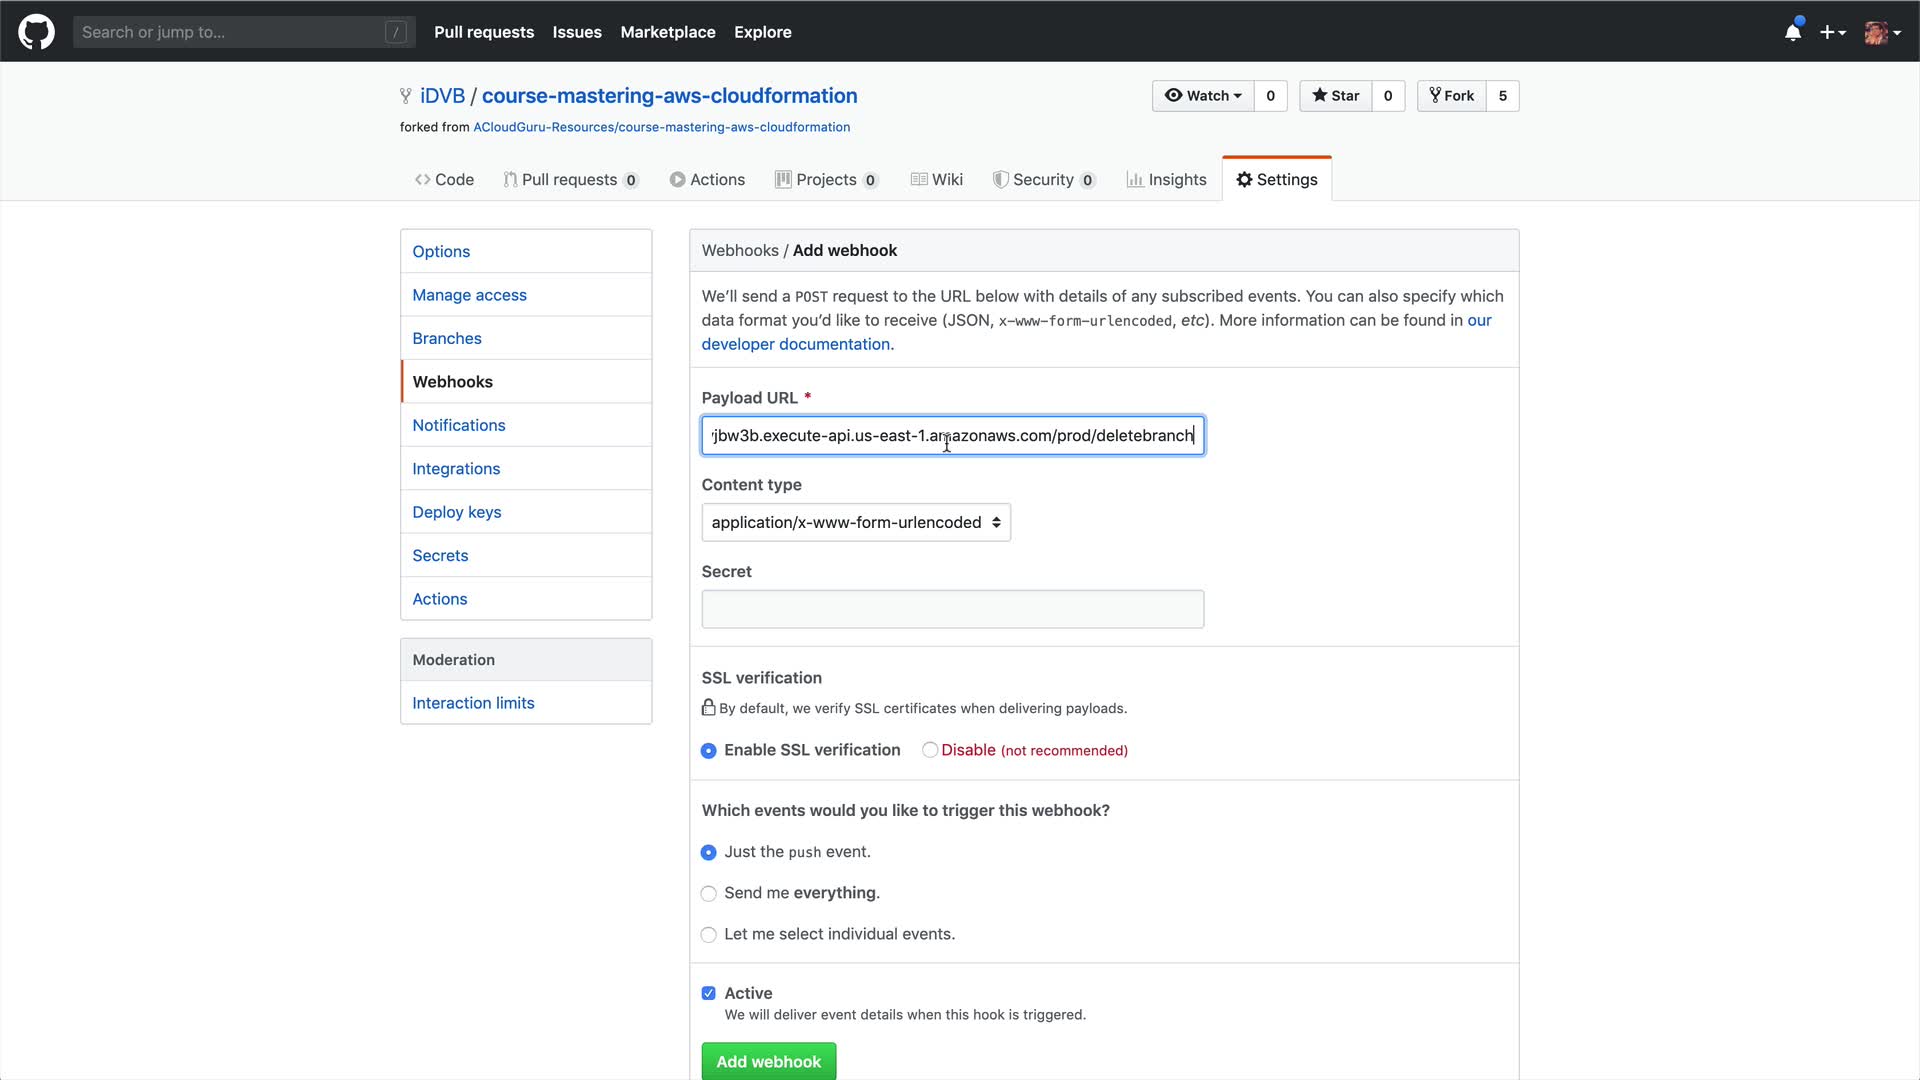 Search or jump to... /
Pull requests Issues Marketplace Explore
iDVB / course-mastering-aws-cloudformation
forked from ACloudGuru-Resources/course-mastering-aws-cloudformation
Watch 0 Star 0 Fork 5
Code Pull requests 0 Actions Projects 0 Wiki Security 0 Insights Settings
Options
Manage access
Branches
Webhooks
Notifications
Integrations
Deploy keys
Secrets
Actions
Moderation
Interaction limits
Webhooks / Add webhook
We’ll send a POST request to the URL below with details of any subscribed events. You can also specify which
data format you’d like to receive (JSON, x-www-form-urlencoded, etc). More information can be found in our
developer documentation.
Payload URL *
jbw3b.execute-api.us-east-1.amazonaws.com/prod/deletebranch
Content type
application/x-www-form-urlencoded
Secret
SSL verification
By default, we verify SSL certificates when delivering payloads.
Enable SSL verification Disable (not recommended)
Which events would you like to trigger this webhook?
Just the push event.
Send me everything.
Let me select individual events.
Active
We will deliver event details when this hook is triggered.
Add webhook